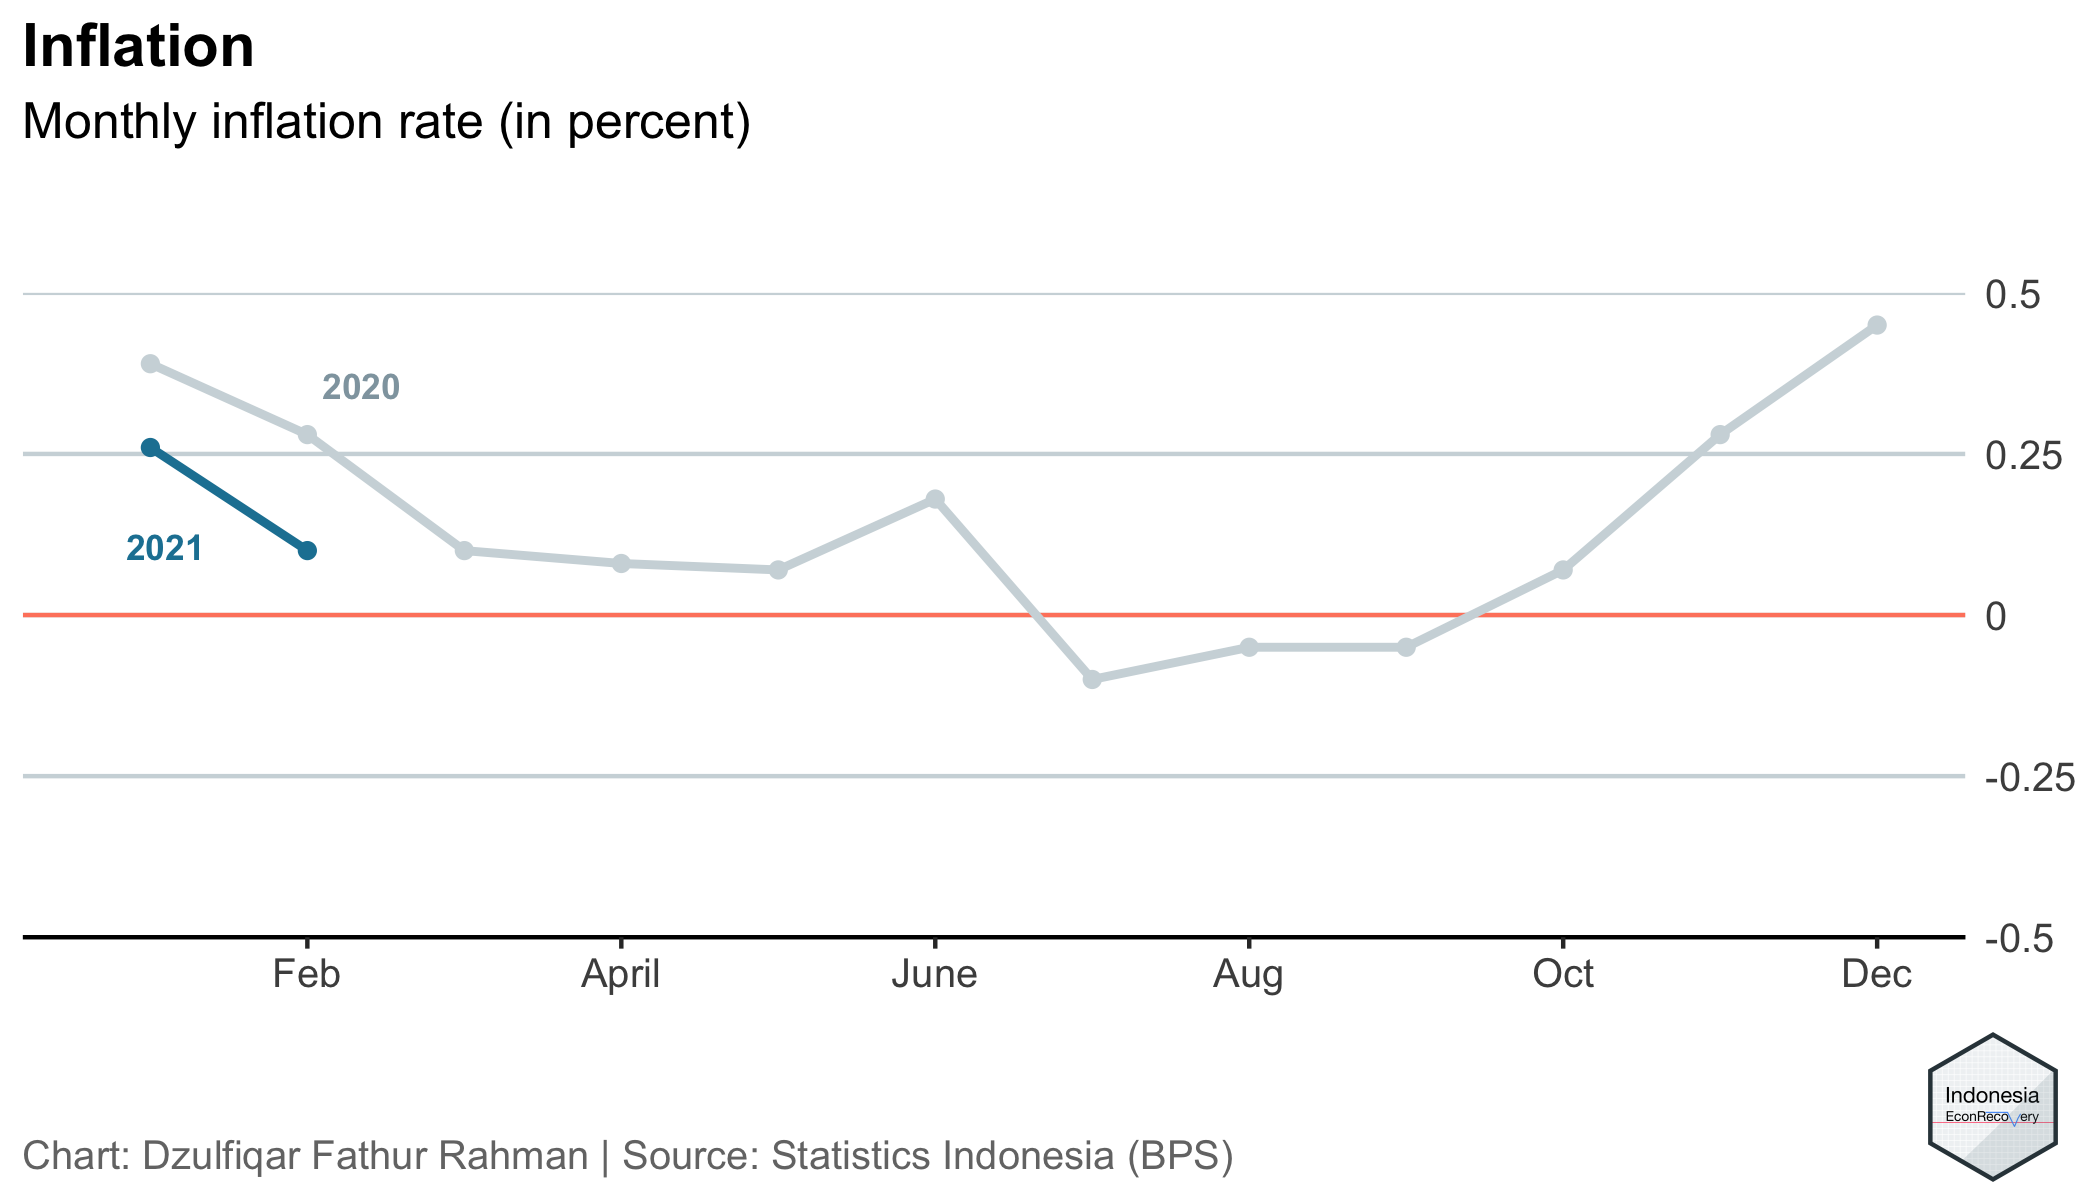 Inflation
Monthly inflation rate (in percent)
0.5
2020
0.25
2021
0
-0.25
-0.5
Feb April June Aug Oct Dec
Indonesia
EconRecovery
Chart: Dzulfiqar Fathur Rahman | Source: Statistics Indonesia (BPS)